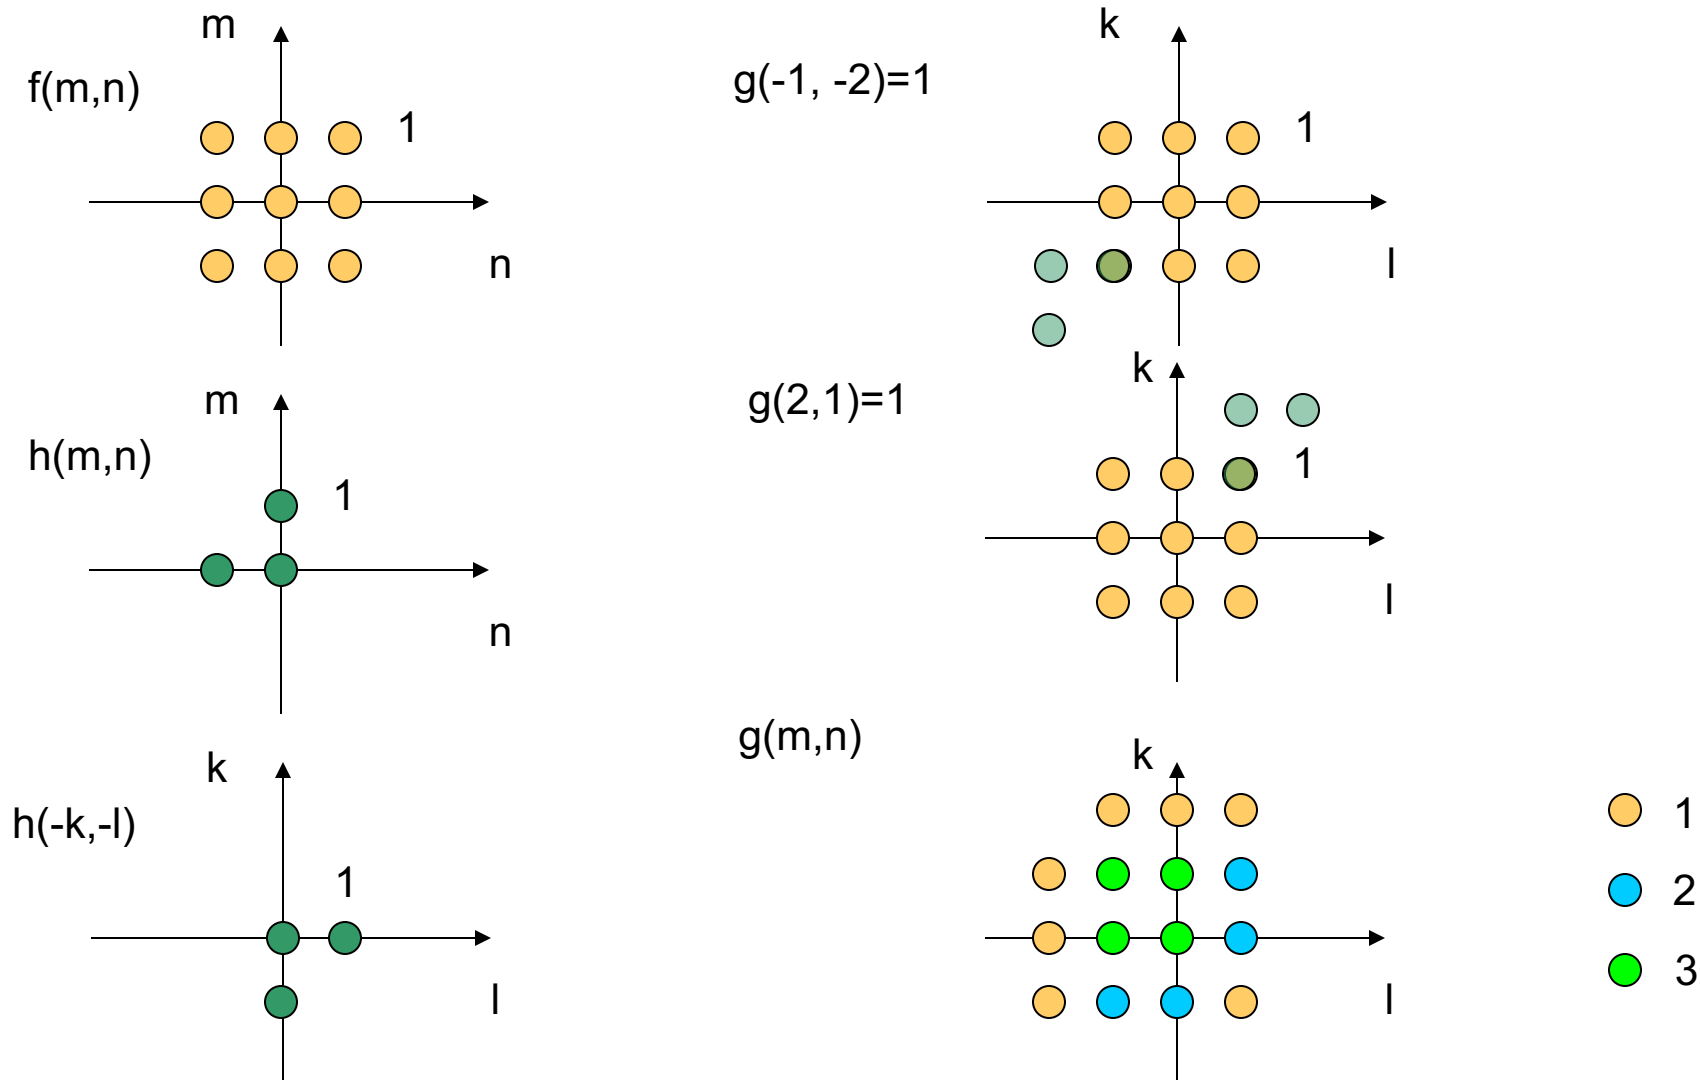 m
f(m,n)
1
n
m
h(m,n)
1
n
k
h(-k,-l)
1
l
k
g(-1, -2)=1
1
l
k
g(2,1)=1
1
l
g(m,n)
k
l
1
2
3